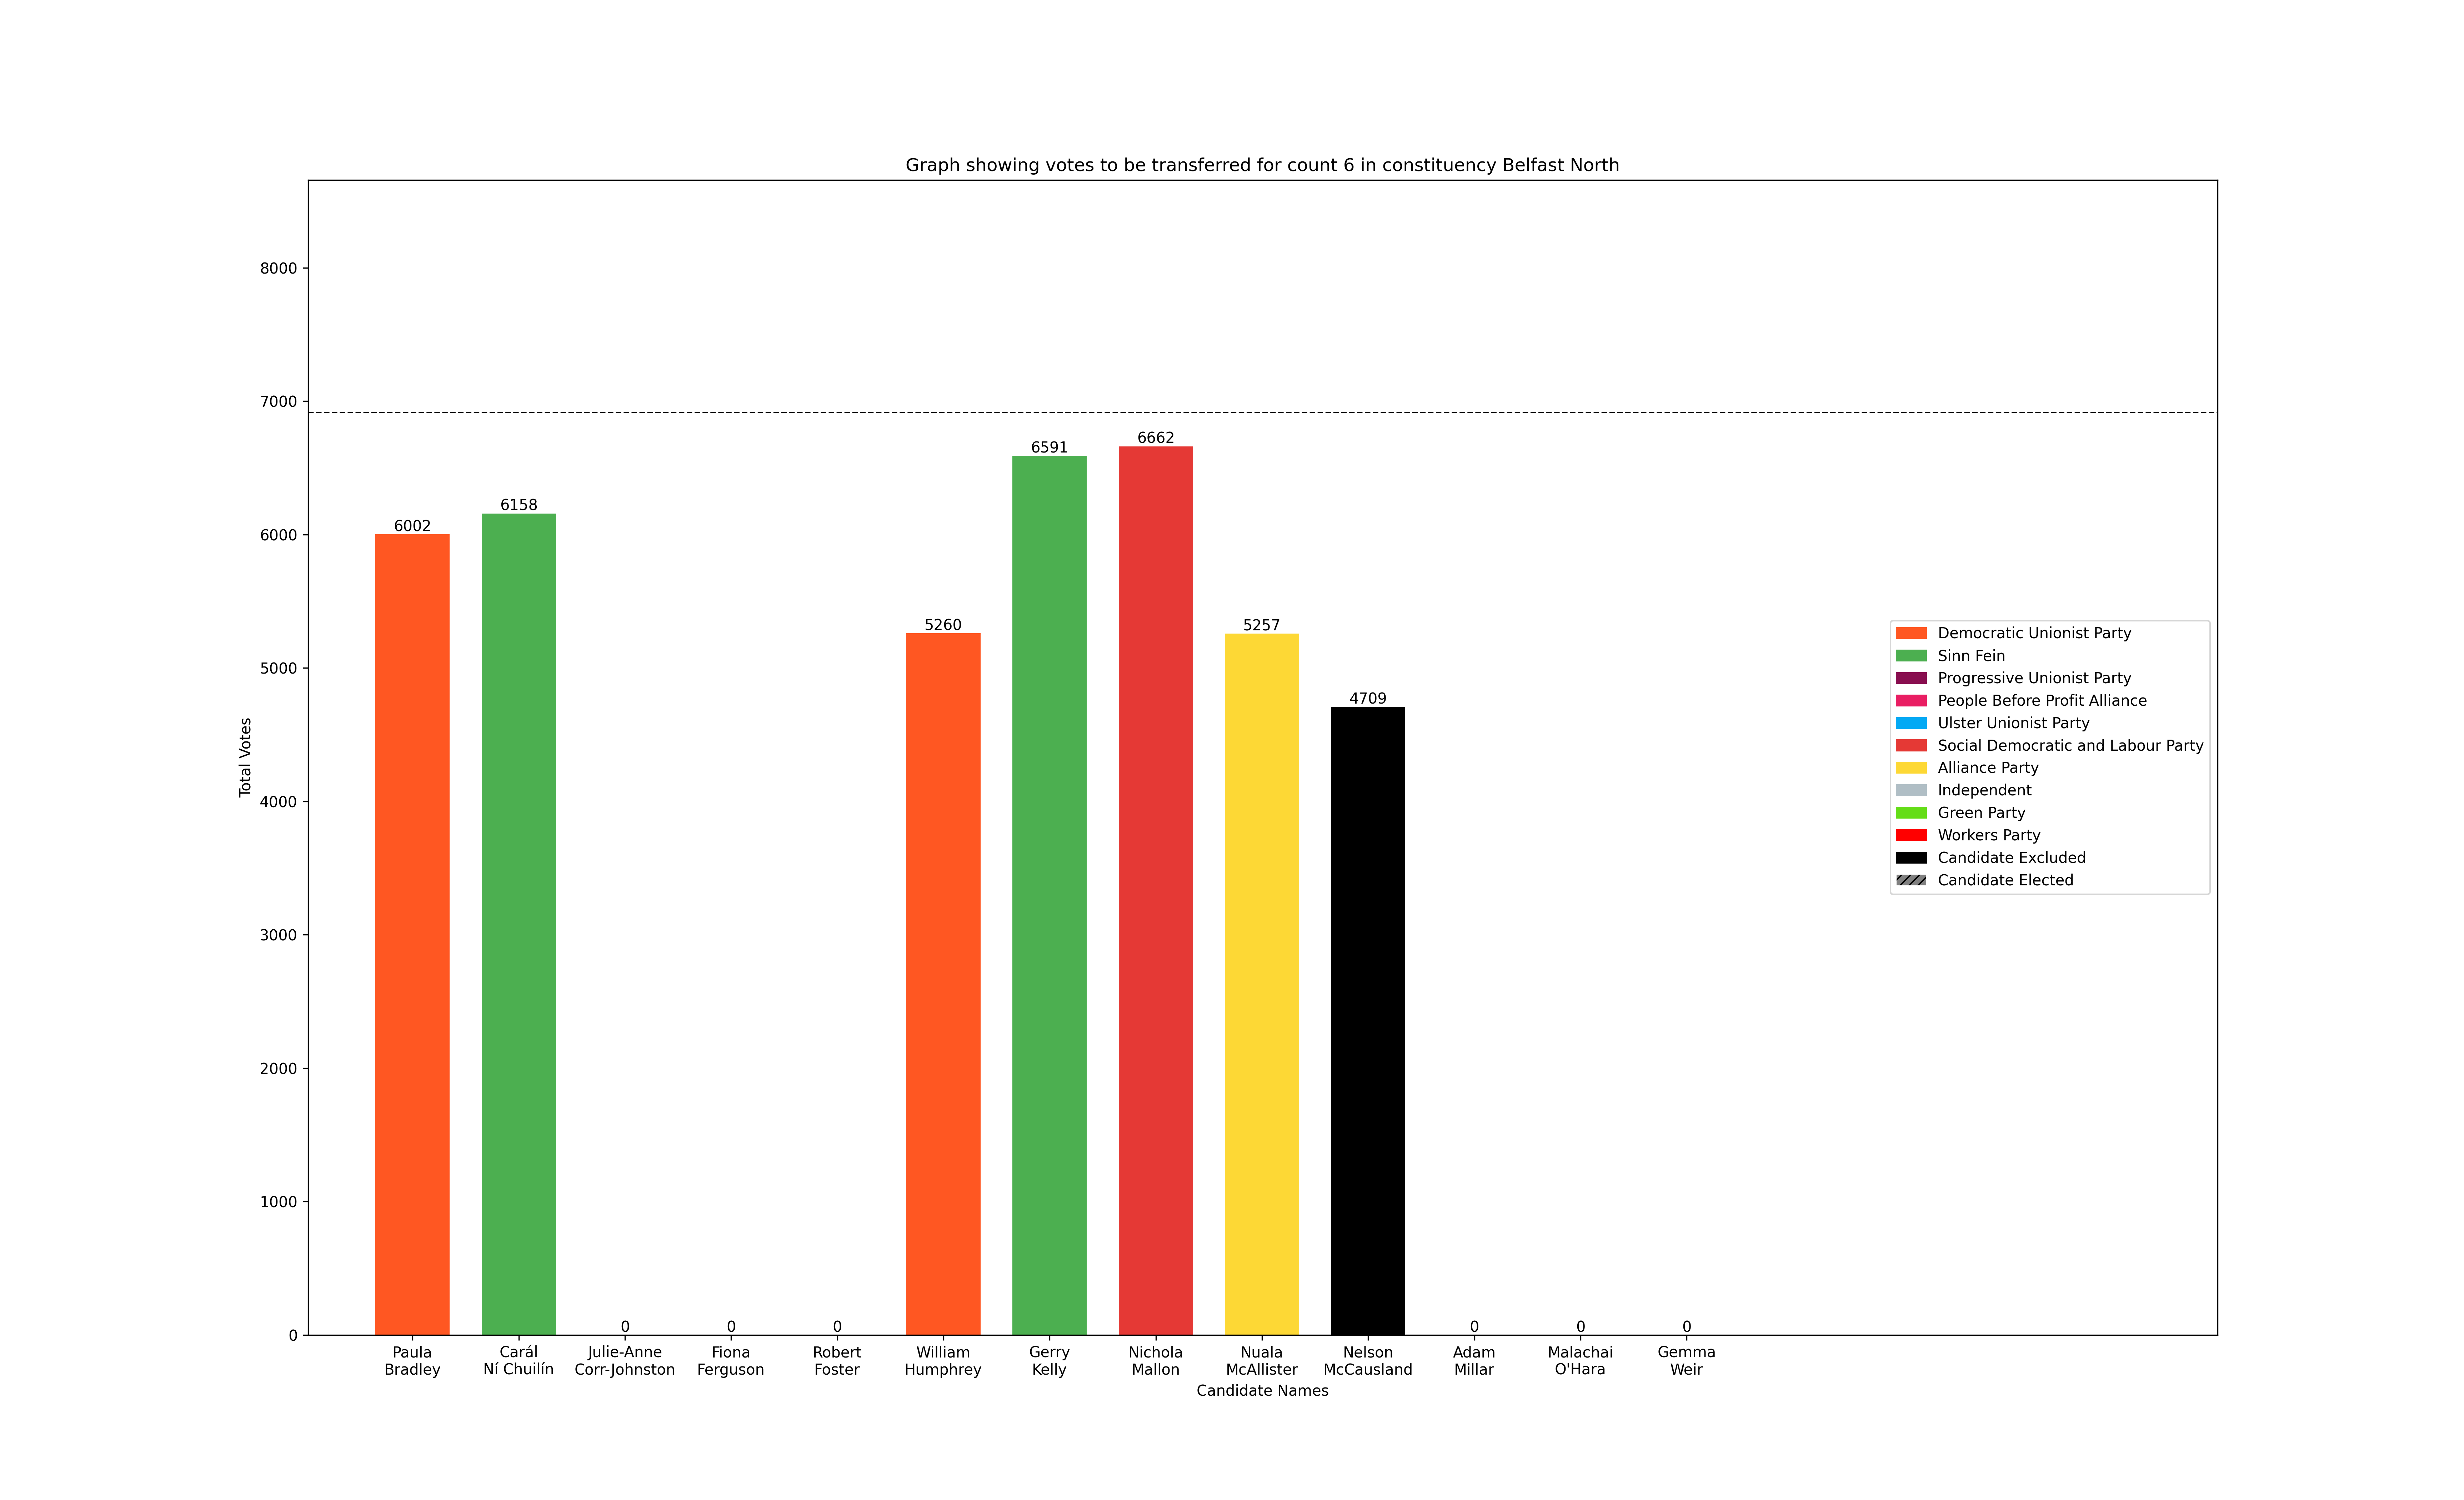 Graph showing votes to be transferred for count 6 in constituency Belfast North
Total Votes
8000
7000
6000
5000
4000
3000
2000
1000
0
6002
6158
0
0
0
5260
6591
6662
5257
4709
0
0
0
Paula
Bradley
Carál
Ní Chuilín
Julie-Anne
Corr-Johnston
Fiona
Ferguson
Robert
Foster
William
Humphrey
Gerry
Kelly
Nichola
Mallon
Nuala
McAllister
Nelson
McCausland
Adam
Millar
Malachai
O'Hara
Gemma
Weir
Candidate Names
Democratic Unionist Party
Sinn Fein
Progressive Unionist Party
People Before Profit Alliance
Ulster Unionist Party
Social Democratic and Labour Party
Alliance Party
Independent
Green Party
Workers Party
Candidate Excluded
Candidate Elected